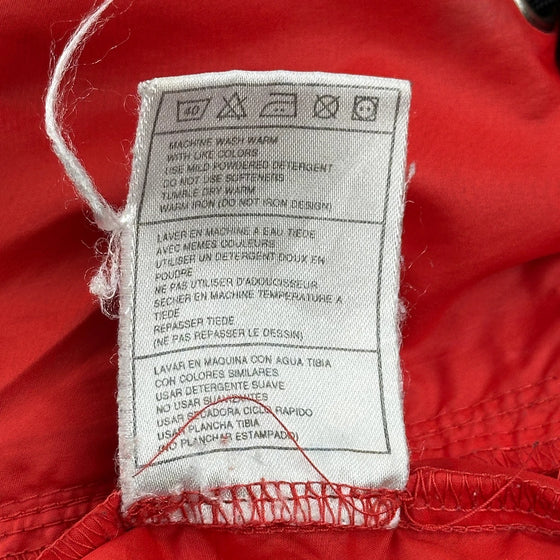 40
MACHINE WASH WARM
WITH LIKE COLORS
USE MILD POWDERED DETERGENT
DO NOT USE SOFTENERS
TUMBLE DRY WARM
WARM IRON (DO NOT IRON DESIGN)
LAVER EN MACHINE A EAU TIÈDE
AVEC MEMES COULEURS
UTILISER UN DETERGENT DOUX EN
POUDRE
NE PAS UTILISER D'ADOUCISSEUR
SECHER EN MACHINE TEMPERATURE A
TIEDE
REPASSER TIEDE
(NE PAS REPASSER LE DESSIN)
LAVAR EN MAQUINA CON AGUA TIBIA
CON COLORES SIMILARES
USAR DETERGENTE SUAVE
NO USAR SUAVIZANTES
USAR SECADORA CICLO RAPIDO
USAR PLANCHA TIBIA
(NO PLANCHAR ESTAMPADO)